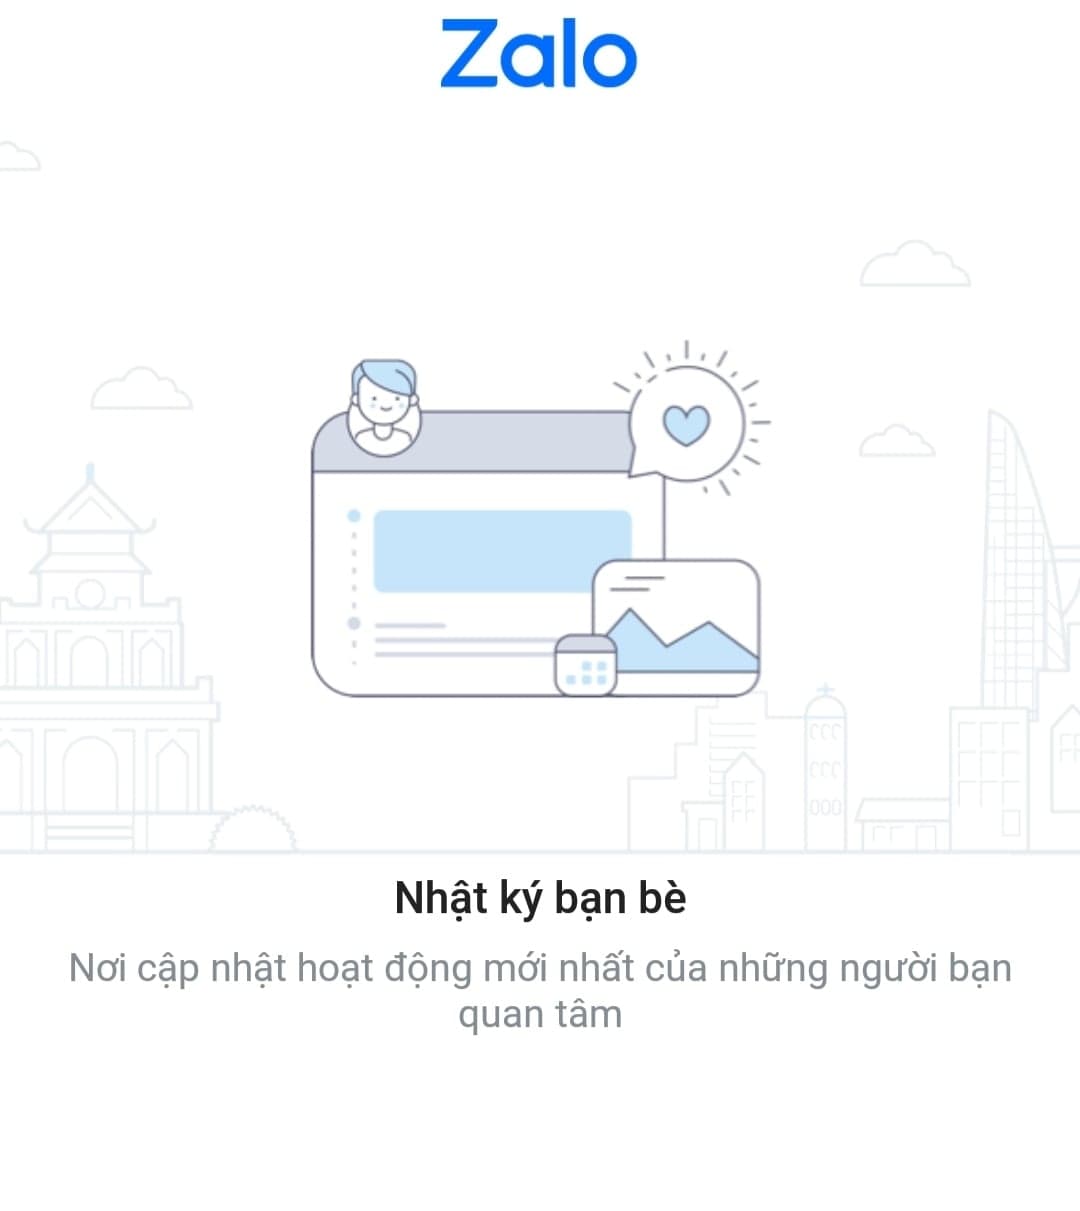 Zalo
Nhật ký bạn bè
Nơi cập nhật hoạt động mới nhất của những người bạn
quan tâm